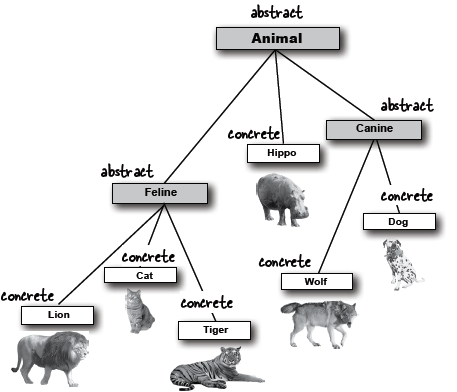 abstract
Animal
abstract
Canine
concrete
Hippo
abstract
Feline
concrete
Dog
concrete
Cat
concrete
Wolf
concrete
Lion
concrete
Tiger